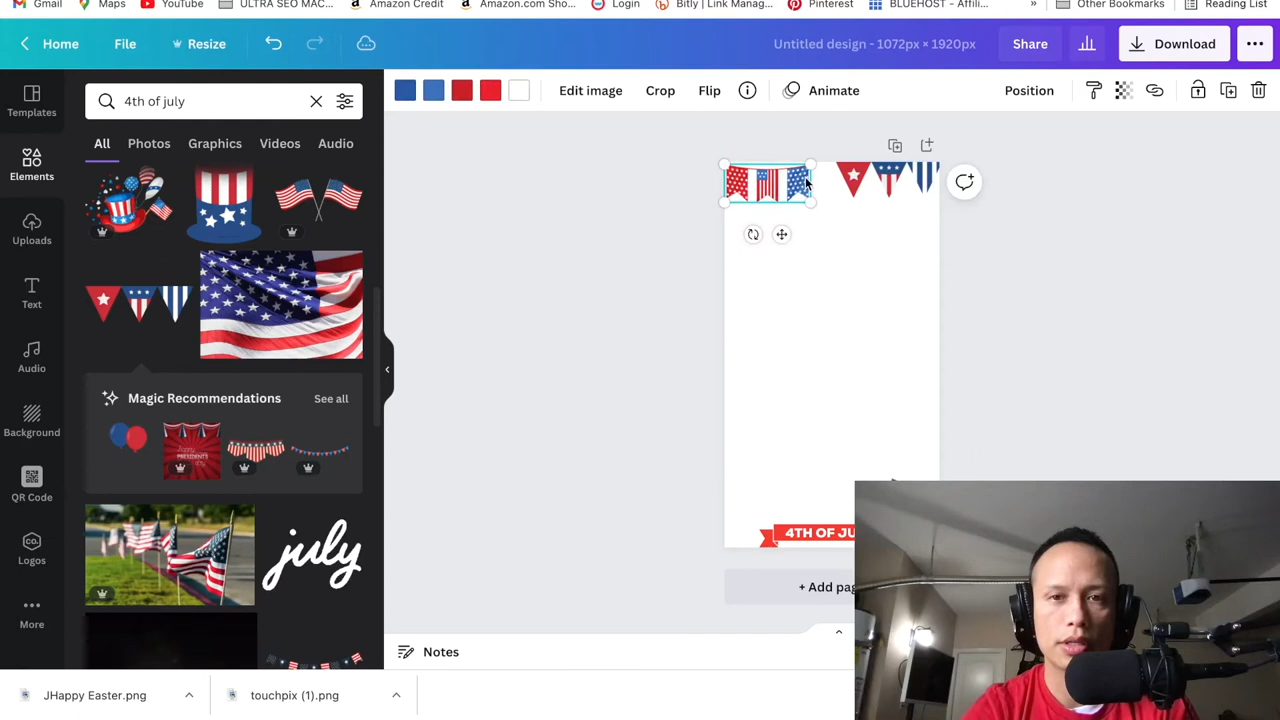 Gmail Maps YouTube ULTRA SEO MAC... Amazon Credit Amazon.com Sho... Login Bitly | Link Manag... Pinterest BLUEHOST - Affili... » Other Bookmarks Reading List
Home File Resize Untitled design - 1072px × 1920px Share Download
Templates
Elements
Uploads
Text
Audio
Background
QR Code
Logos
More
4th of july
All Photos Graphics Videos Audio
Magic Recommendations See all
july
Edit image Crop Flip Animate Position
4TH OF JU
+ Add pag
Notes
JHappy Easter.png touchpix (1).png